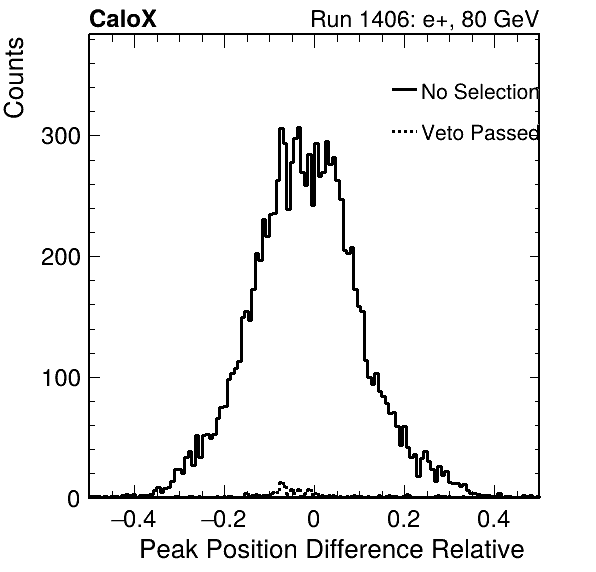 CaloX Run 1406: e+, 80 GeV
Counts
No Selection
Veto Passed
300
200
100
0
−0.4 −0.2 0 0.2 0.4
Peak Position Difference Relative